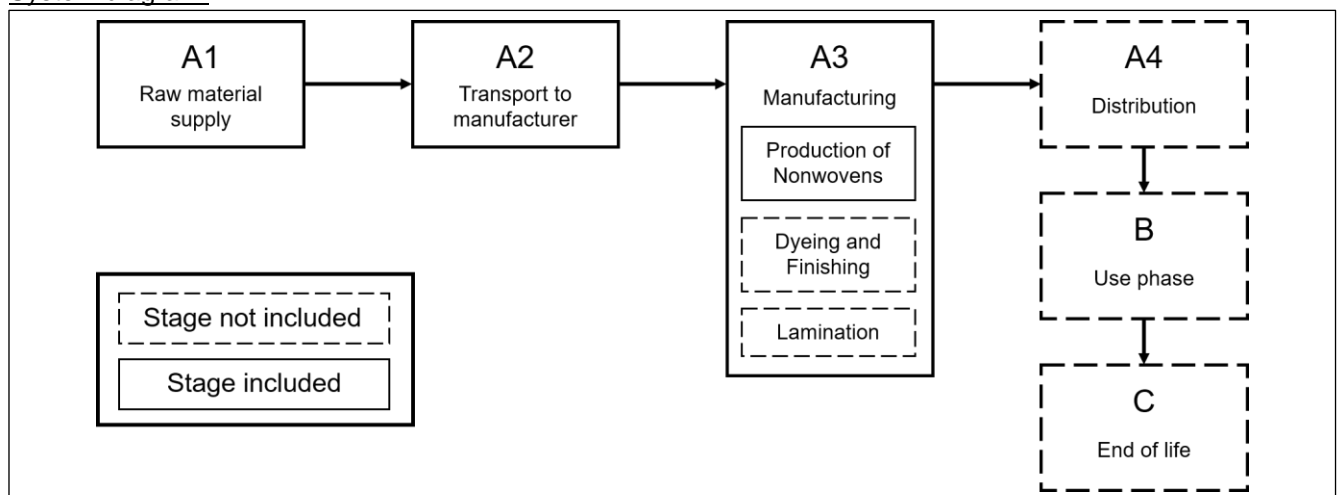 A1
Raw material
supply
A2
Transport to
manufacturer
A3
Manufacturing
Production of
Nonwovens
Dyeing and
Finishing
Lamination
A4
Distribution
B
Use phase
C
End of life
Stage not included
Stage included